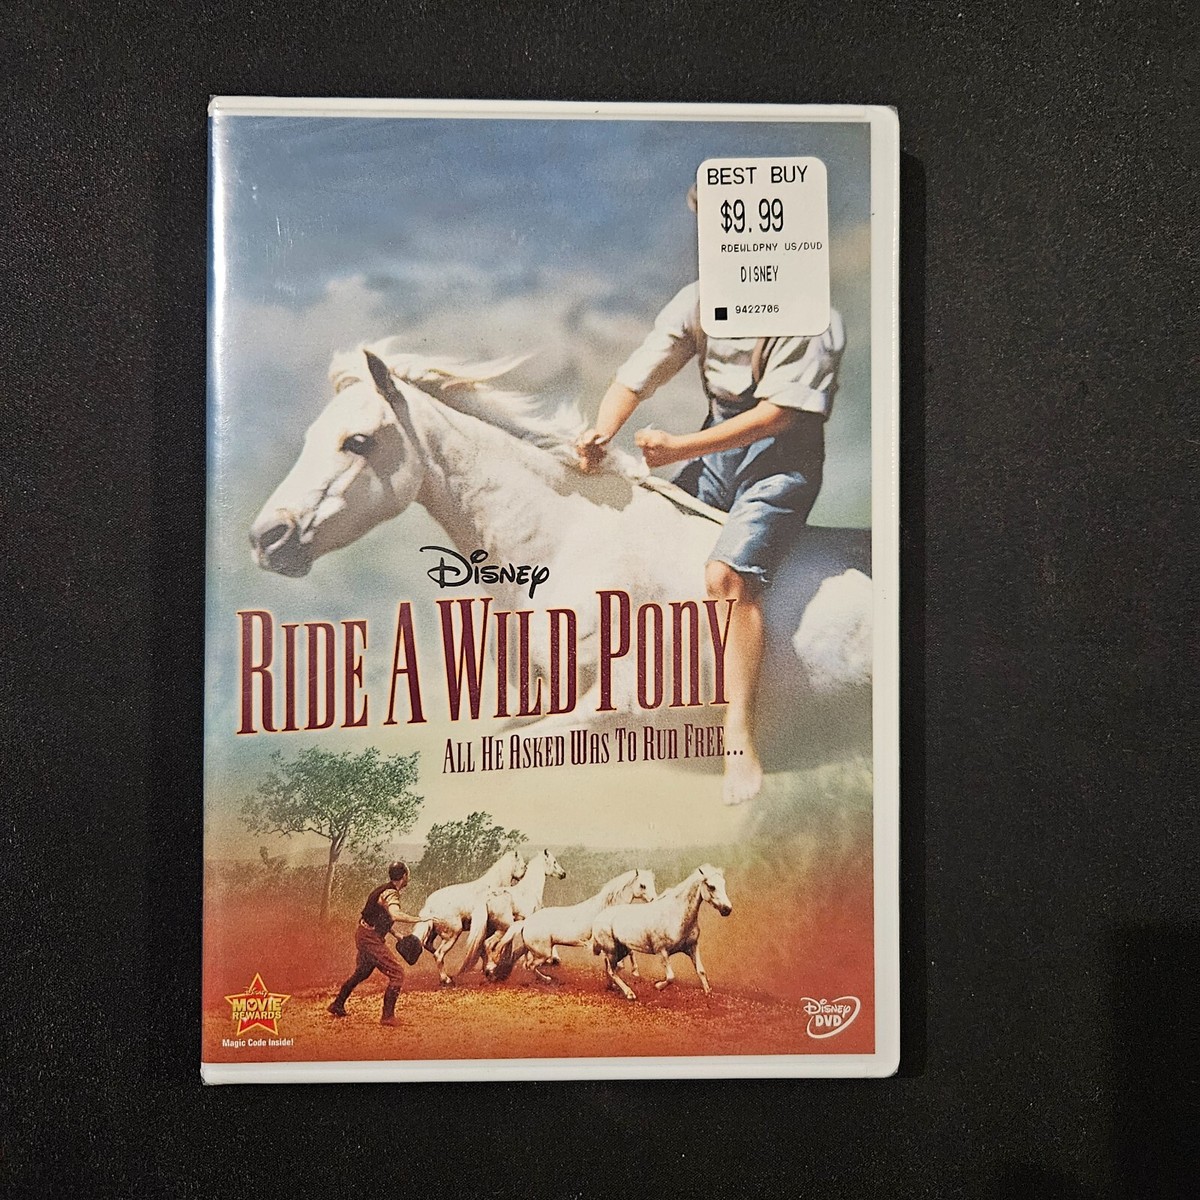 BEST BUY
$9.99
RDEWLDPNY US/DVD
DISNEY
9422706
DISNEY
RIDE A WILD PONY
ALL HE ASKED WAS TO RUN FREE...
DISNEY
MOVIE
REWARDS
Magic Code Inside!
DISNEY
DVD